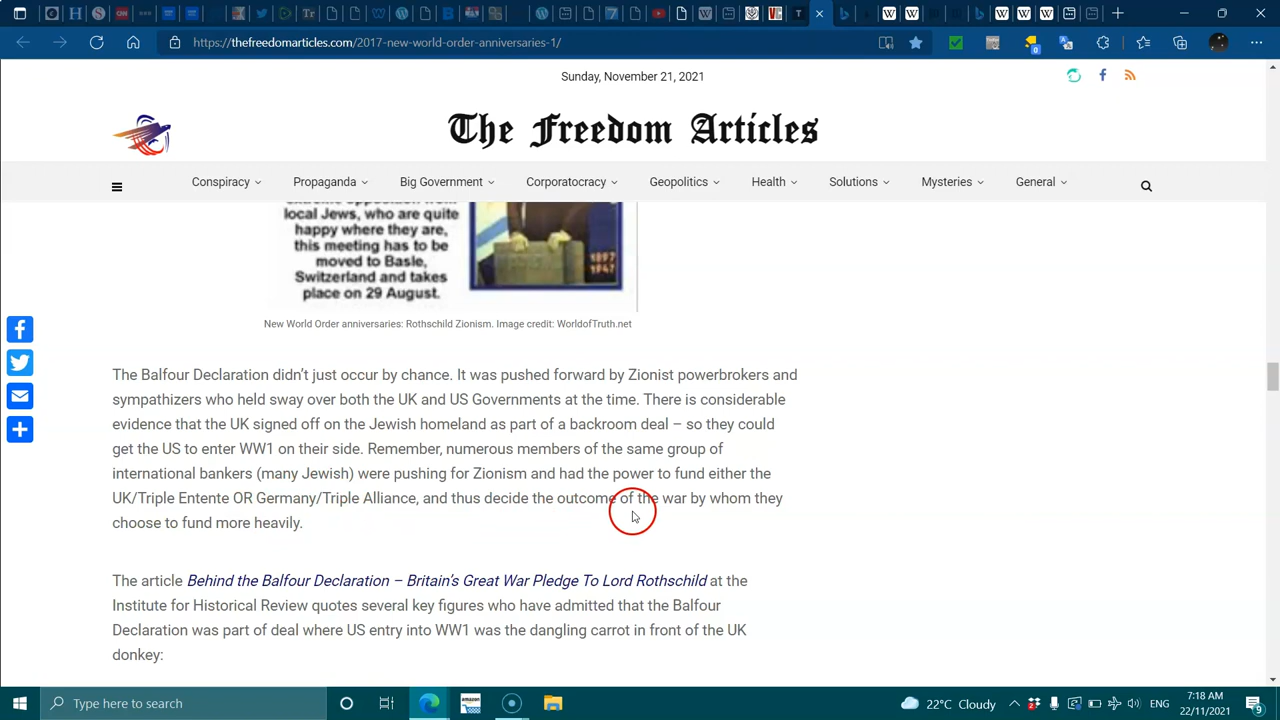 https://thefreedomarticles.com/2017-new-world-order-anniversaries-1/
Sunday, November 21, 2021
The Freedom Articles
Conspiracy
Propaganda
Big Government
Corporatocracy
Geopolitics
Health
Solutions
Mysteries
General
local Jews, who are quite
happy where they are,
this meeting has to be
moved to Basle,
Switzerland and takes
place on 29 August.
1897
1947
New World Order anniversaries: Rothschild Zionism. Image credit: WorldofTruth.net
The Balfour Declaration didn't just occur by chance. It was pushed forward by Zionist powerbrokers and
sympathizers who held sway over both the UK and US Governments at the time. There is considerable
evidence that the UK signed off on the Jewish homeland as part of a backroom deal – so they could
get the US to enter WW1 on their side. Remember, numerous members of the same group of
international bankers (many Jewish) were pushing for Zionism and had the power to fund either the
UK/Triple Entente OR Germany/Triple Alliance, and thus decide the outcome of the war by whom they
choose to fund more heavily.
The article Behind the Balfour Declaration – Britain's Great War Pledge To Lord Rothschild at the
Institute for Historical Review quotes several key figures who have admitted that the Balfour
Declaration was part of deal where US entry into WW1 was the dangling carrot in front of the UK
donkey:
Type here to search
amazon
22°C Cloudy
ENG
7:18 AM
22/11/2021